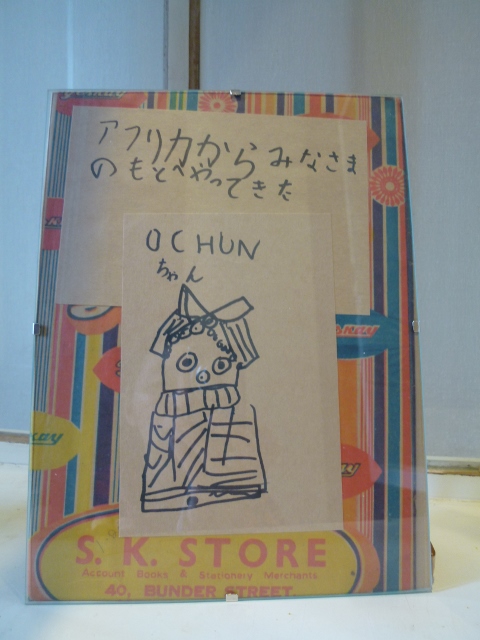 アフリカからみなさま
のもとへやってきた
OCHUN
ちゃん
S. K. STORE
Account Books & Stationary Merchants
40, BUNDER STREET